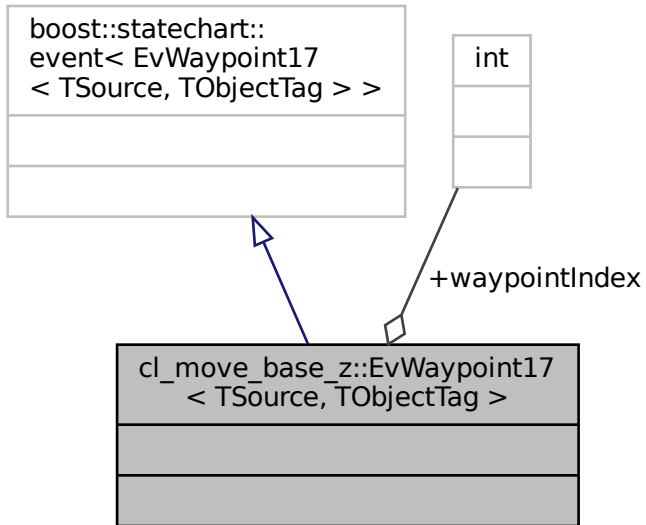 boost::statechart::
event< EvWaypoint17
< TSource, TObjectTag > >
int
+waypointIndex
cl_move_base_z::EvWaypoint17
< TSource, TObjectTag >